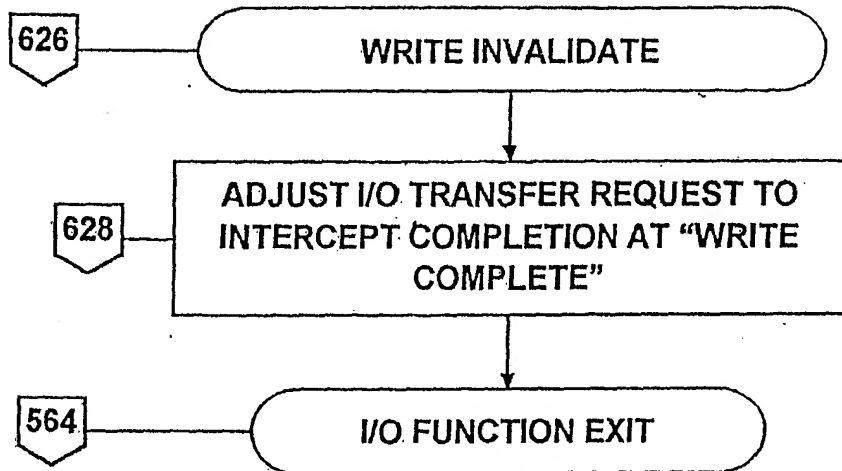 626
WRITE INVALIDATE
628
ADJUST I/O TRANSFER REQUEST TO
INTERCEPT COMPLETION AT “WRITE
COMPLETE”
564
I/O FUNCTION EXIT